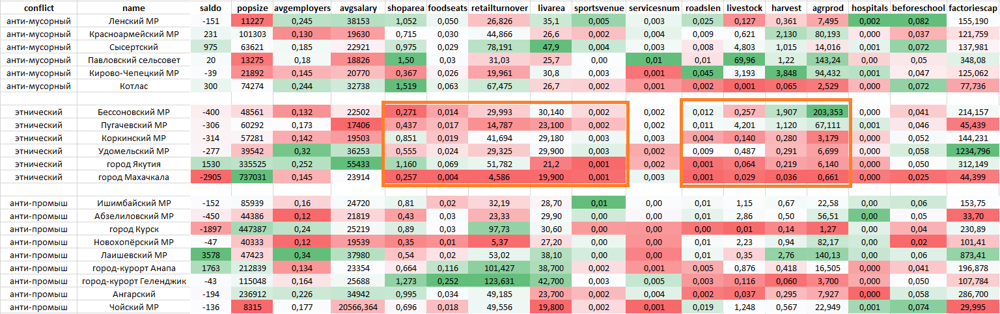 conflict name saldo popsize avgemployers avgsalary shoparea foodseats retailturnover livarea sportsvenue servicesnum roadslen livestock harvest agrprod hospitals beforeschool factoriescap
анти-мусорный Ленский МР -151 11227 0,245 38153 1,052 0,050 26,826 35,1 0,005 0,003 0,025 0,127 0,361 7,495 0,002 0,082 155,190
анти-мусорный Красноармейский МР 231 101303 0,130 19630 0,715 0,030 44,866 26,6 0,002 0,004 0,009 0,621 2,130 80,193 0,000 0,037 121,759
анти-мусорный Сысертский 975 63621 0,185 22921 0,975 0,029 78,191 47,9 0,004 0,003 0,008 4,803 1,015 14,016 0,001 0,072 137,981
анти-мусорный Павловский сельсовет 20 13275 0,18 18826 1,50 0,03 31,03 25,7 0,00 0,01 0,01 69,96 1,22 143,24 0,00 0,05 348,08
анти-мусорный Кирово-Чепецкий МР -39 21892 0,145 20770 0,367 0,026 19,961 30,8 0,003 0,001 0,045 3,193 3,848 94,432 0,001 0,047 125,062
анти-мусорный Котлас 300 74274 0,244 32738 1,519 0,063 67,475 26,7 0,002 0,001 0,002 0,001 0,065 2,529 0,000 0,072 77,736
этнический Бессоновский МР -400 48561 0,132 22502 0,271 0,014 29,993 30,140 0,002 0,002 0,012 0,257 1,907 203,353 0,000 0,041 214,157
этнический Пугачевский МР -306 60292 0,173 17406 0,437 0,017 14,787 23,100 0,002 0,002 0,011 4,201 1,120 67,111 0,001 0,046 45,439
этнический Коркинский МР -314 57281 0,142 19503 0,851 0,019 41,694 29,180 0,003 0,003 0,004 0,140 0,280 3,179 0,000 0,052 144,231
этнический Удомельский МР -277 39542 0,32 36253 0,555 0,024 29,325 29,900 0,003 0,002 0,009 0,487 0,291 6,699 0,000 0,058 1234,796
этнический город Якутия 1530 335525 0,252 55433 1,160 0,069 51,782 21,2 0,001 0,002 0,001 0,064 0,219 6,140 0,000 0,050 312,149
этнический город Махачкала -2905 737031 0,145 23914 0,257 0,004 4,586 19,900 0,001 0,003 0,001 0,029 0,036 0,661 0,000 0,025 44,399
анти-промыш Ишимбайский МР -152 85939 0,16 24720 0,81 0,02 32,19 28,70 0,01 0,00 0,01 1,15 0,67 22,58 0,00 0,06 153,75
анти-промыш Абзелиловский МР -450 44386 0,12 21819 0,43 0,03 23,33 29,90 0,00 0,00 0,01 2,86 0,50 56,51 0,00 0,05 33,70
анти-промыш город Курск -1897 447387 0,24 25219 0,89 0,03 97,73 30,60 0,00 0,00 0,00 0,01 0,14 1,27 0,00 0,04 230,89
анти-промыш Новохопёрский МР -47 40333 0,12 19539 0,35 0,01 5,37 27,20 0,00 0,00 0,01 2,23 0,94 82,17 0,00 0,02 101,41
анти-промыш Лаишевский МР 3578 47423 0,34 37980 0,54 0,02 53,02 38,10 0,00 0,00 0,01 0,35 2,76 140,13 0,00 0,06 873,41
анти-промыш город-курорт Анапа 1763 212839 0,134 23354 0,664 0,116 101,427 38,700 0,002 0,001 0,005 0,876 0,418 16,505 0,000 0,041 196,878
анти-промыш город-курорт Геленджик -43 115048 0,164 25688 1,273 0,252 123,631 42,700 0,003 0,005 0,003 0,116 0,060 3,700 0,000 0,050 107,784
анти-промыш Ангарский -194 236912 0,226 34942 0,995 0,034 49,185 23,700 0,002 0,004 0,002 0,037 0,295 7,927 0,000 0,058 286,700
анти-промыш Чойский МР -136 8315 0,177 20566,364 0,696 0,018 49,556 19,800 0,002 0,001 0,019 1,248 0,567 22,949 0,001 0,074 29,995